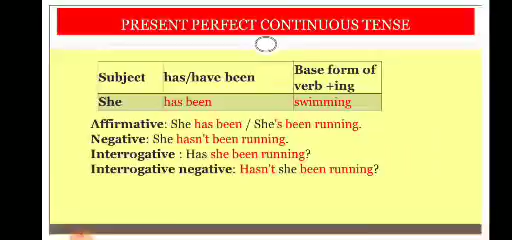 PRESENT PERFECT CONTINUOUS TENSE
Subject has/have been Base form of
verb +ing
She has been swimming
Affirmative: She has been / She's been running.
Negative: She hasn't been running.
Interrogative : Has she been running?
Interrogative negative: Hasn't she been running?